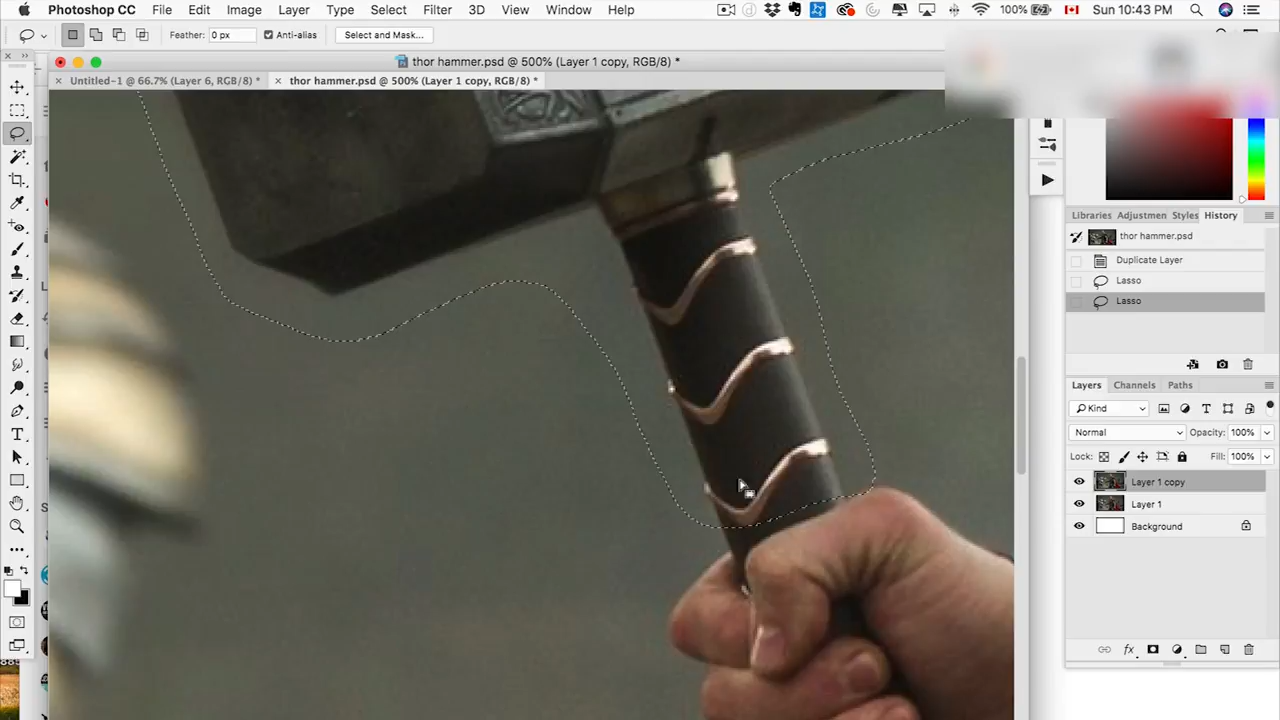 Photoshop CC File Edit Image Layer Type Select Filter 3D View Window Help 100% Sun 10:43 PM
Feather: 0 px Anti-alias Select and Mask...
thor hammer.psd @ 500% (Layer 1 copy, RGB/8) *
Untitled-1 @ 66.7% (Layer 6, RGB/8) * thor hammer.psd @ 500% (Layer 1 copy, RGB/8) *
Libraries Adjustmen Styles History
thor hammer.psd
Duplicate Layer
Lasso
Lasso
Layers Channels Paths
Kind
Normal Opacity: 100%
Lock: Fill: 100%
Layer 1 copy
Layer 1
Background